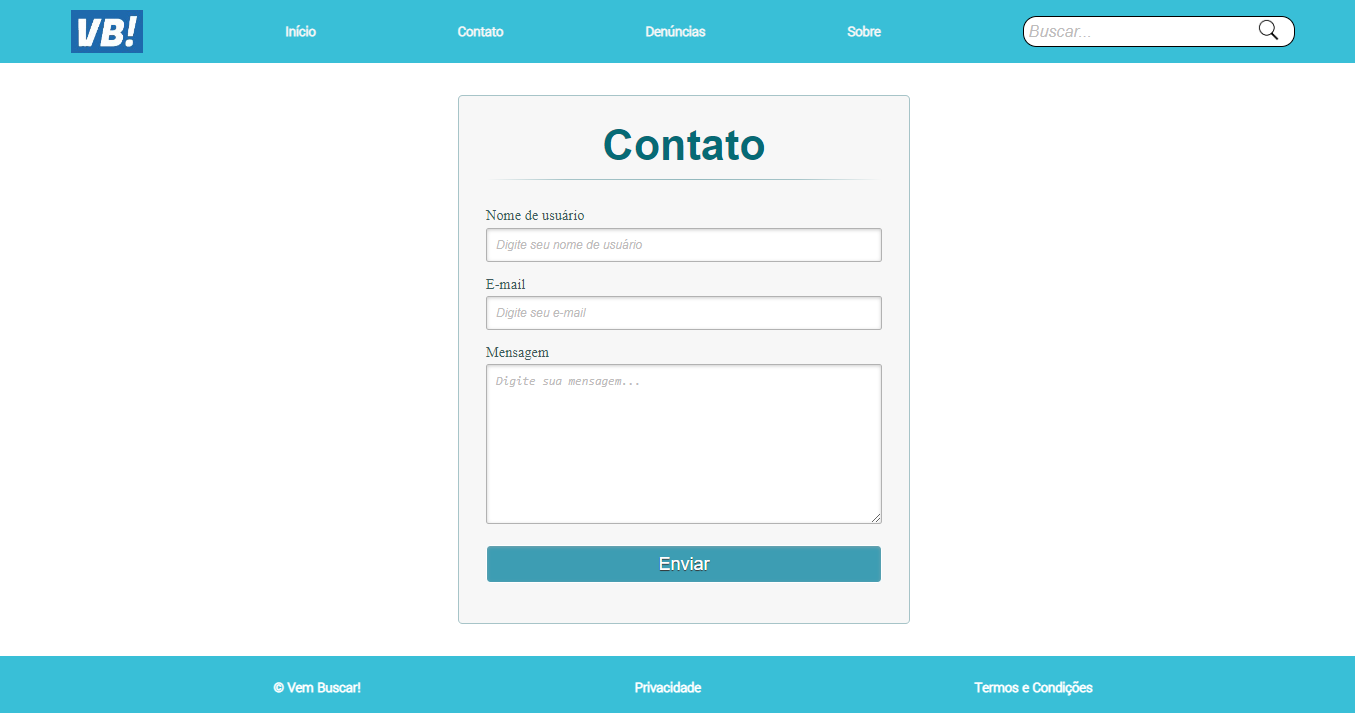 VB!
Início
Contato
Denúncias
Sobre
Buscar...
Contato
Nome de usuário
Digite seu nome de usuário
E-mail
Digite seu e-mail
Mensagem
Digite sua mensagem...
Enviar
© Vem Buscar!
Privacidade
Termos e Condições